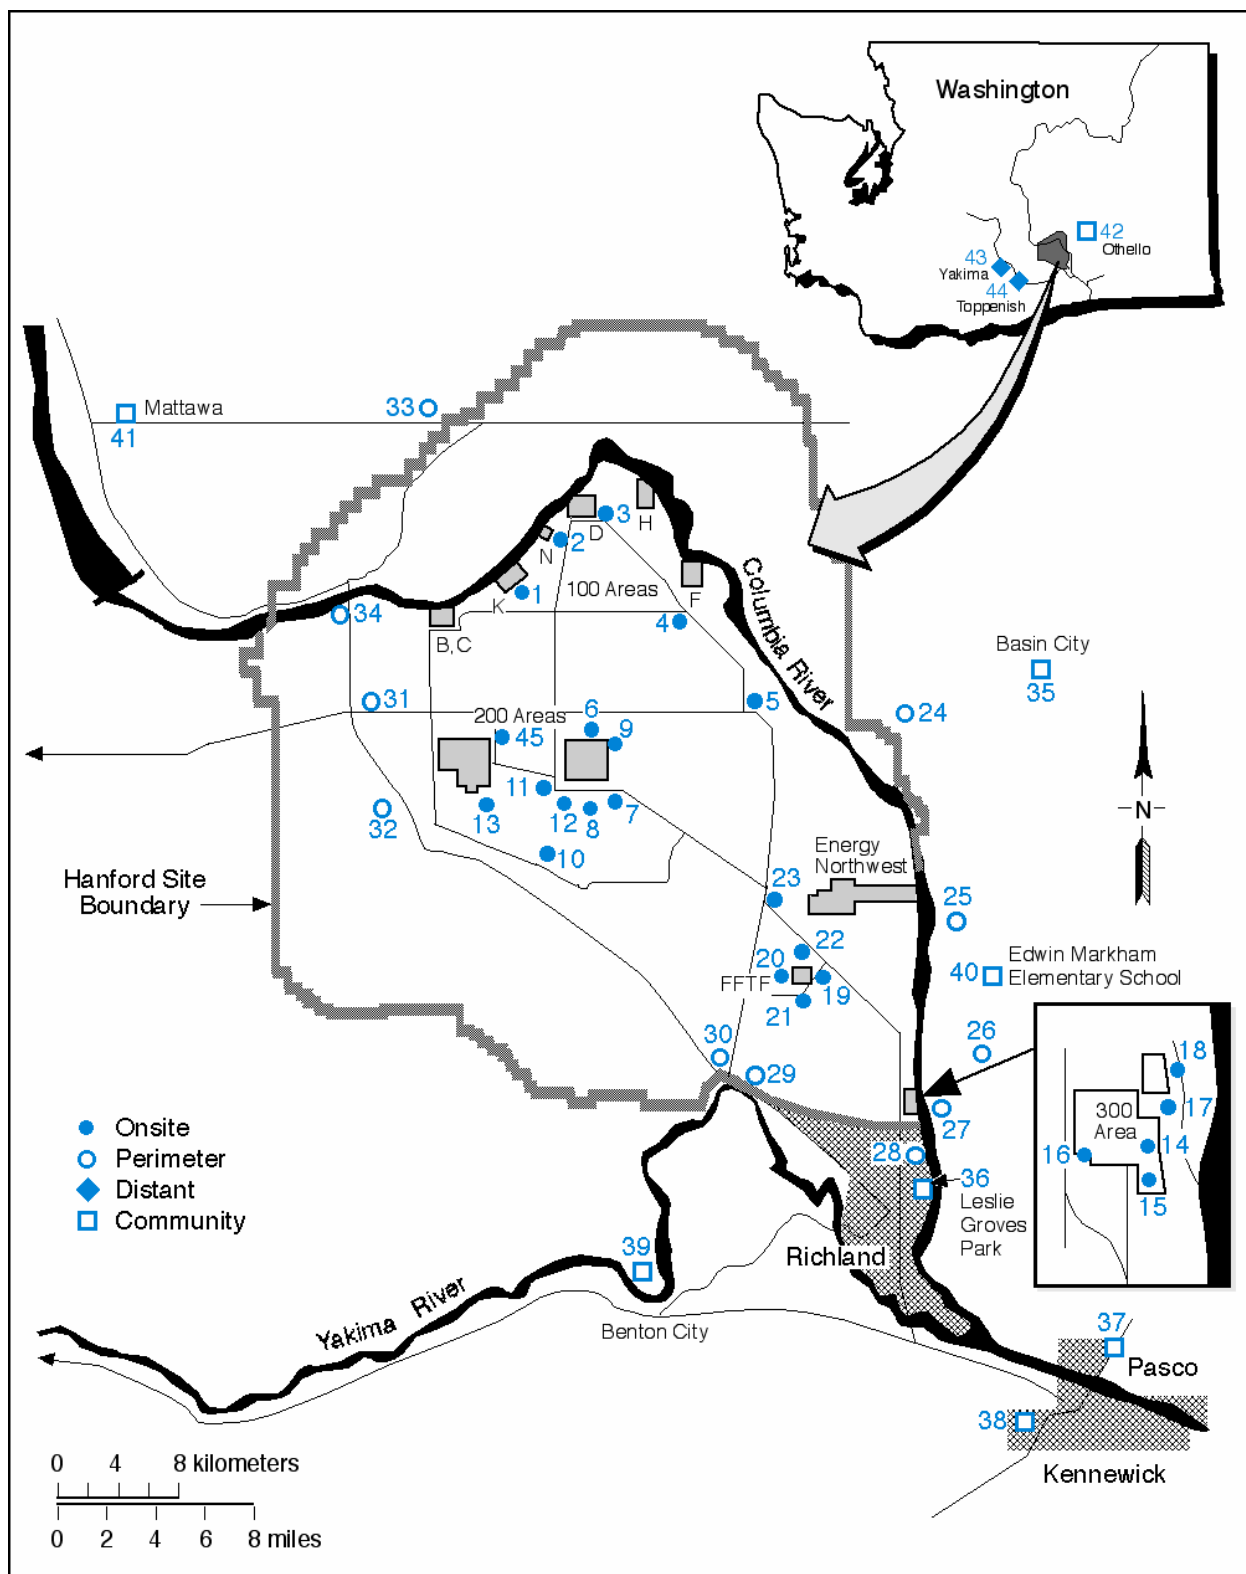 Washington
42
Othello
43
Yakima
44
Toppenish
Mattawa
41
33
H
3
D
2
N
100 Areas
F
1
K
34
4
B, C
Columbia River
Basin City
35
31
5
24
200 Areas
6
45
9
11
7
13
12
8
32
10
N
Energy
Northwest
Hanford Site
Boundary
23
25
22
20
FFTF
19
21
40
Edwin Markham
Elementary School
26
30
29
18
17
300
Area
14
16
15
27
28
36
Leslie
Groves
Park
Onsite
Perimeter
Distant
Community
39
Richland
Yakima River
Benton City
37
Pasco
38
Kennewick
0 4 8 kilometers
0 2 4 6 8 miles